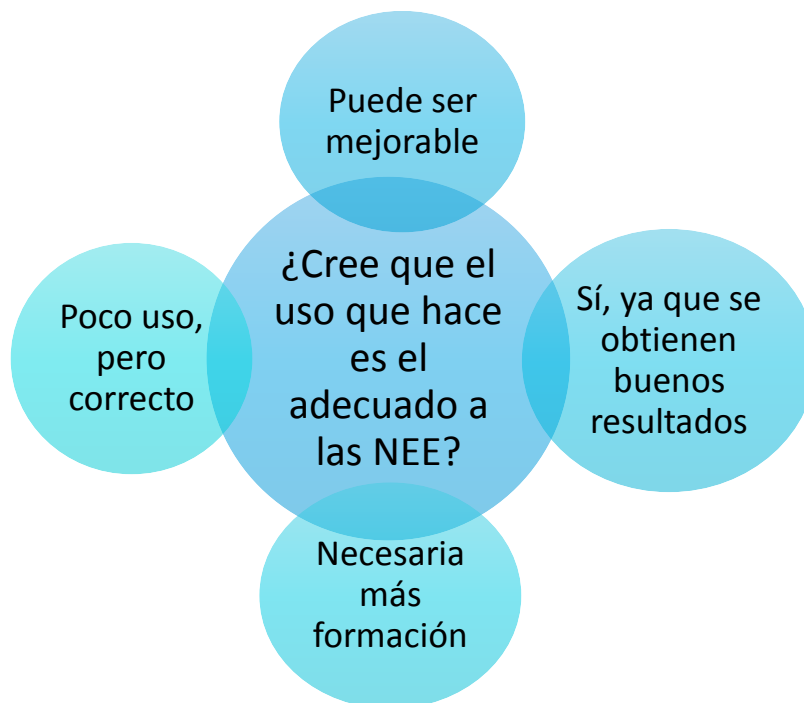 Puede ser
mejorable
¿Cree que el
uso que hace
es el
adecuado a
las NEE?
Poco uso,
pero
correcto
Sí, ya que se
obtienen
buenos
resultados
Necesaria
más
formación